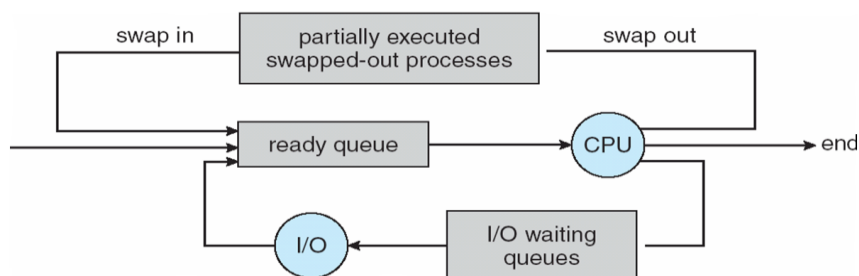 swap in
partially executed
swapped-out processes
swap out
ready queue
CPU
end
I/O
I/O waiting
queues